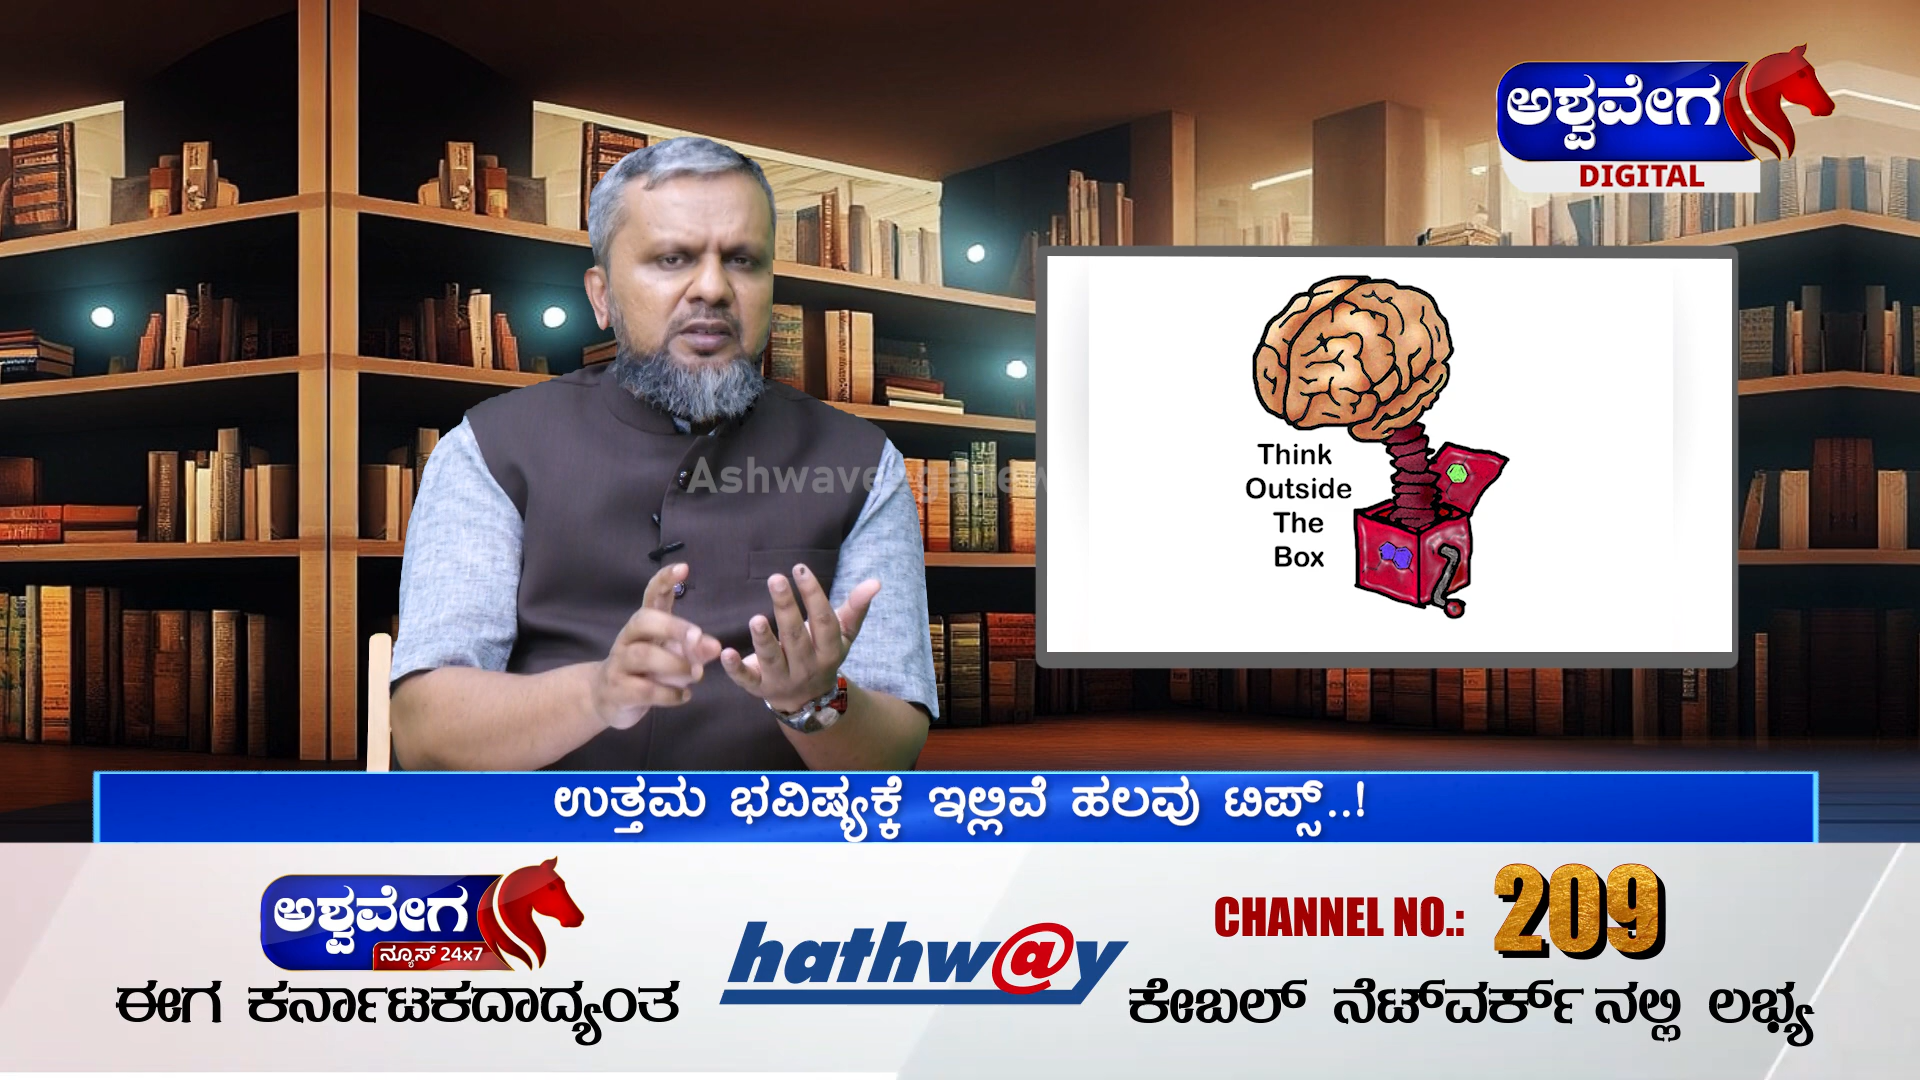 ಅಶ್ವವೇಗ
DIGITAL
Think
Outside
The
Box
ಉತ್ತಮ ಭವಿಷ್ಯಕ್ಕೆ ಇಲ್ಲಿವೆ ಹಲವು ಟಿಪ್ಸ್..!
ಅಶ್ವವೇಗ
ನ್ಯೂಸ್ 24x7
ಈಗ ಕರ್ನಾಟಕದಾದ್ಯಂತ
hathw@y
CHANNEL NO.: 209
ಕೇಬಲ್ ನೆಟ್‌ವರ್ಕ್ ನಲ್ಲಿ ಲಭ್ಯ